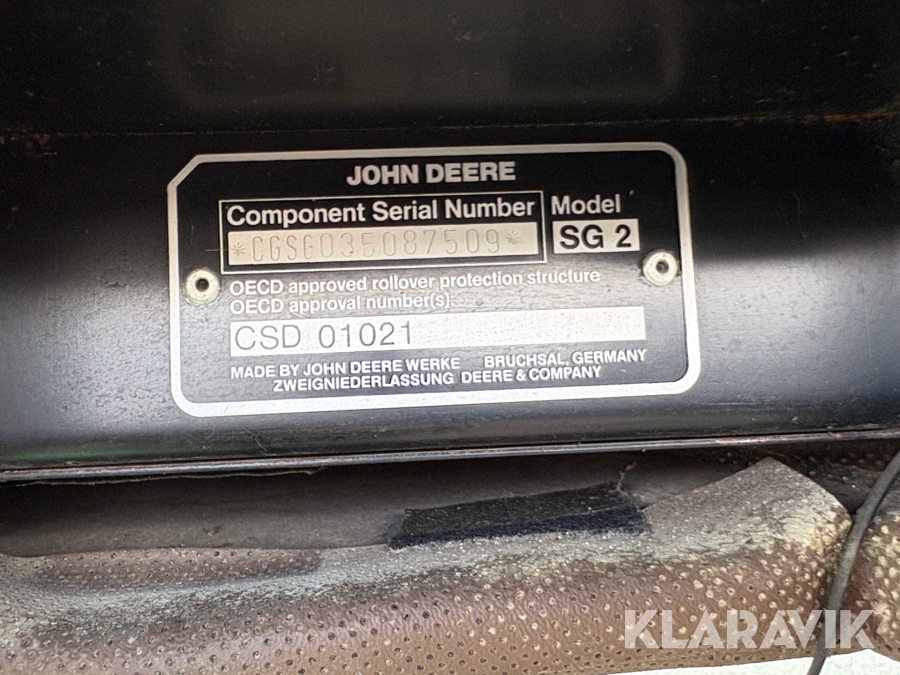 JOHN DEERE
Component Serial Number
Model
*CGSG035087509*
SG 2
OECD approved rollover protection structure
OECD approval number(s):
CSD 01021
MADE BY JOHN DEERE WERKE BRUCHSAL, GERMANY
ZWEIGNIEDERLASSUNG DEERE & COMPANY
KLARAVIK